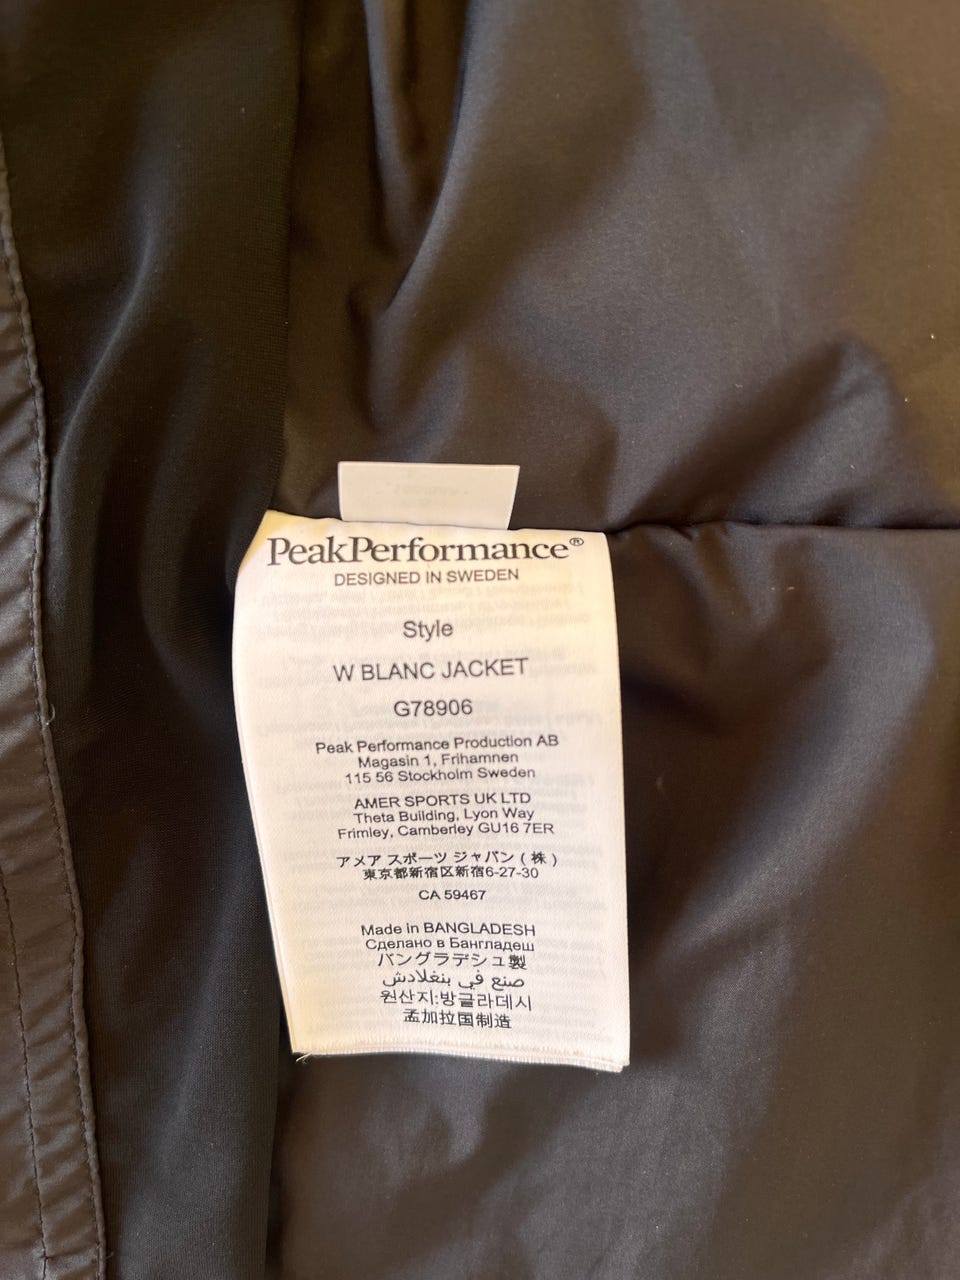 PeakPerformance®
DESIGNED IN SWEDEN
Style
W BLANC JACKET
G78906
Peak Performance Production AB
Magasin 1, Frihamnen
115 56 Stockholm Sweden
AMER SPORTS UK LTD
Theta Building, Lyon Way
Frimley, Camberley GU16 7ER
アメア スポーツ ジャパン ( 株 )
東京都新宿区新宿6-27-30
CA 59467
Made in BANGLADESH
Сделано в Бангладеш
バングラデシュ製
صنع في بنغلادش
원산지:방글라데시
孟加拉国制造